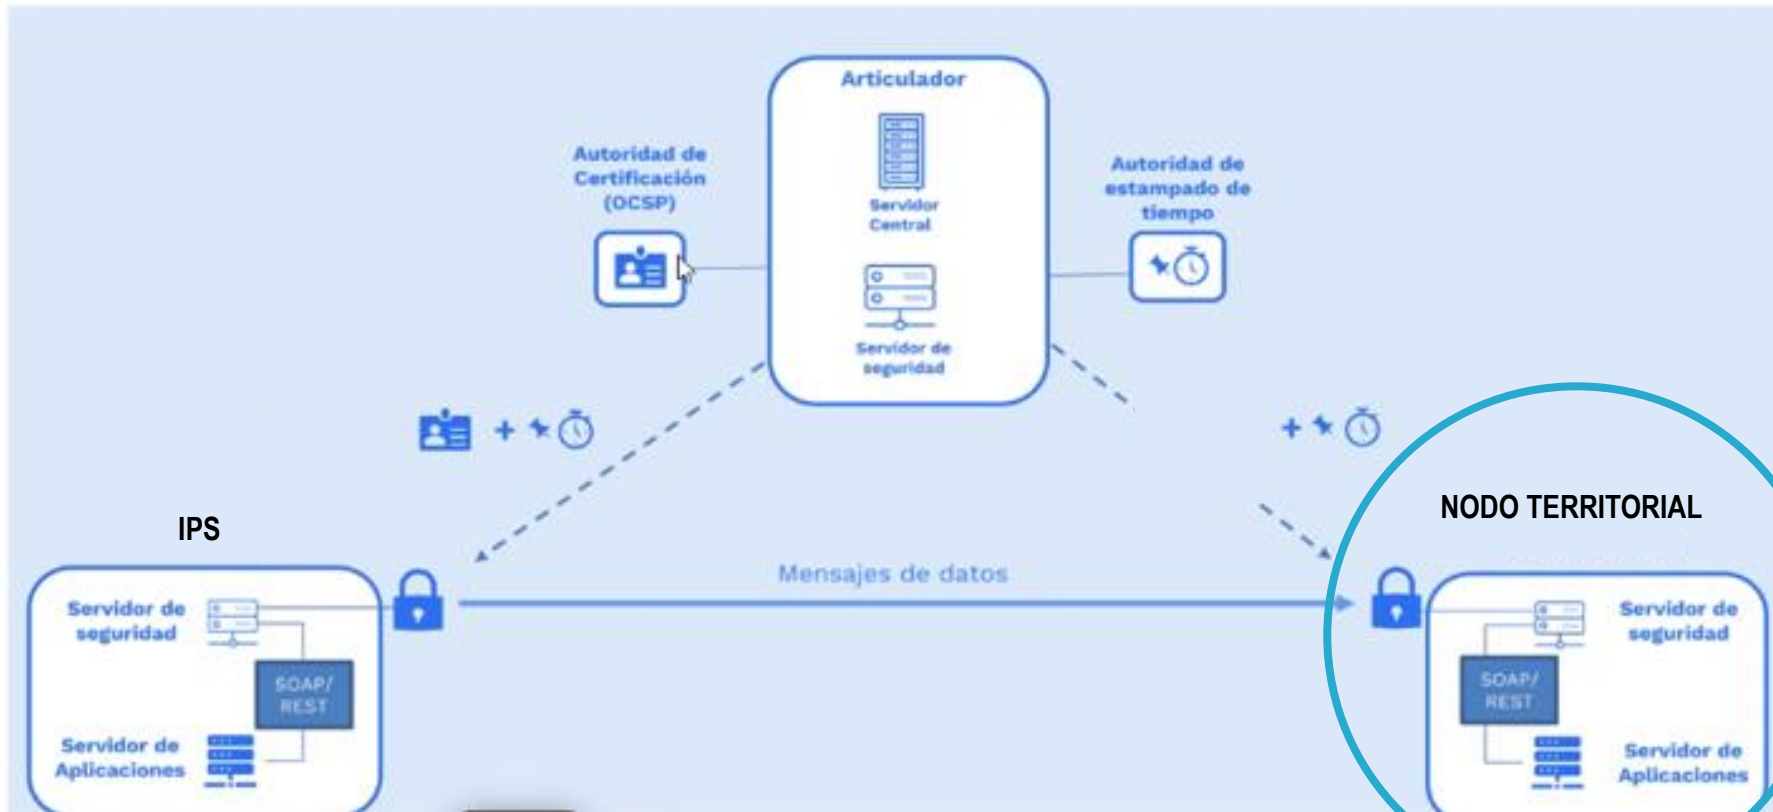 Articulador
Autoridad de
Certificación
(OCSP)
Autoridad de
estampado de
tiempo
Servidor
Central
Servidor de
seguridad
+
+
IPS
NODO TERRITORIAL
Mensajes de datos
Servidor de
seguridad
SOAP/
REST
Servidor de
Aplicaciones
Servidor de
seguridad
SOAP/
REST
Servidor de
Aplicaciones